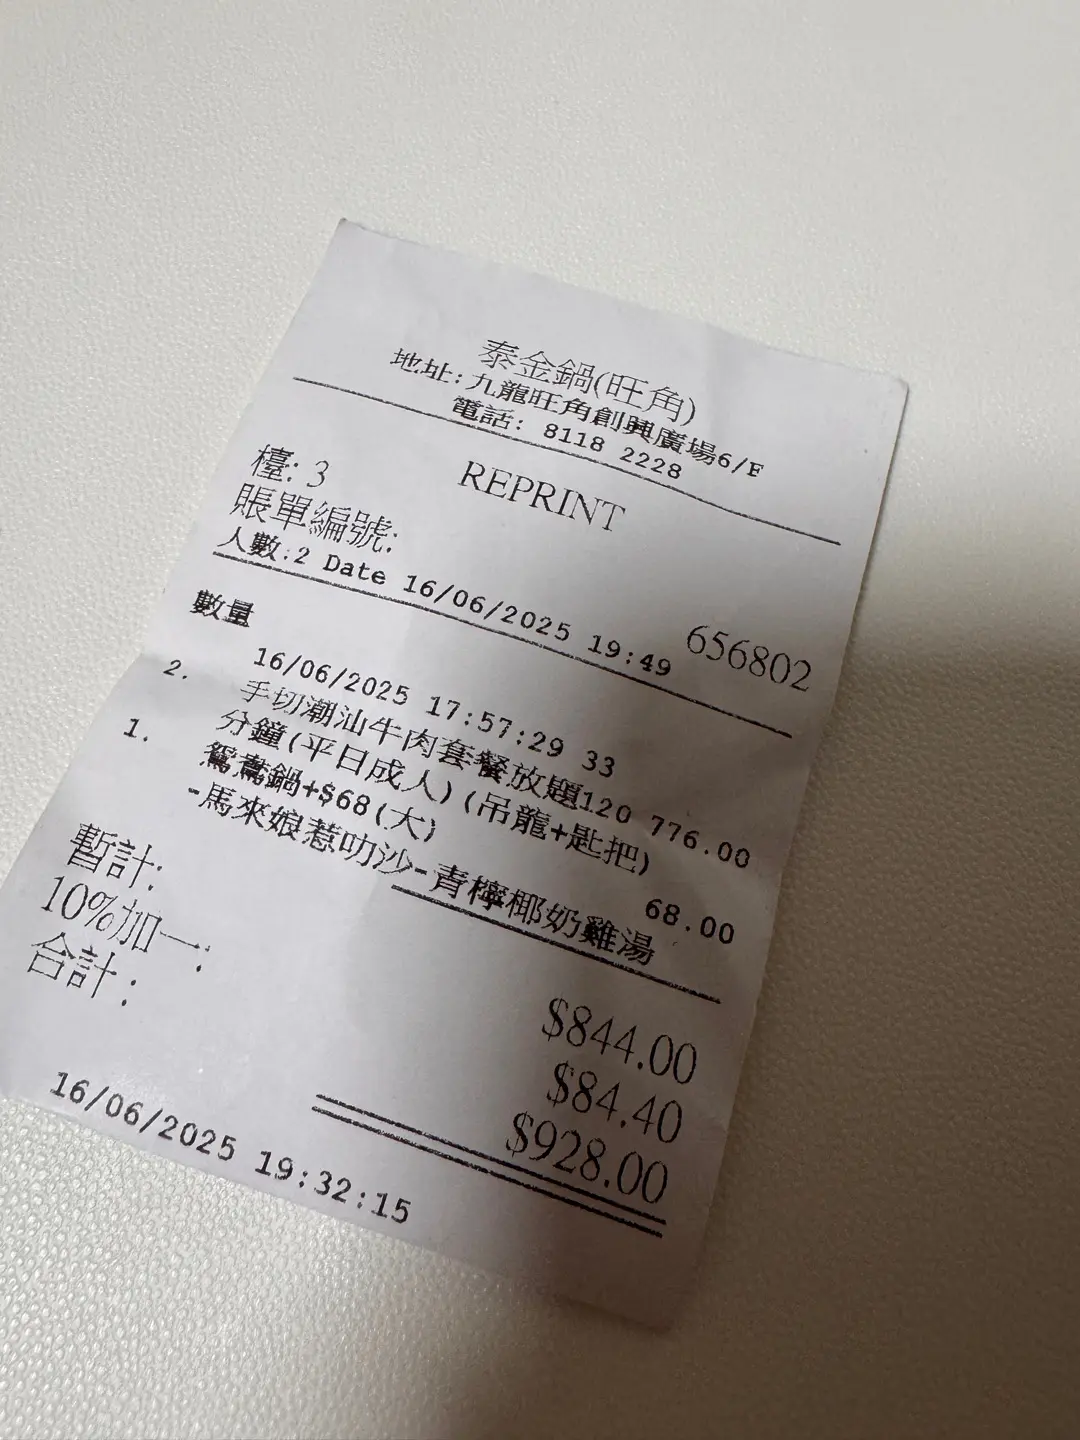 泰金鍋(旺角)
地址:九龍旺角創興廣場6/F
電話: 8118 2228
REPRINT
檯: 3
賬單編號: 656802
人數:2 Date 16/06/2025 19:49
數量
16/06/2025 17:57:29 33
2. 手切潮汕牛肉套餐放題120 776.00
分鐘(平日成人)(吊龍+匙把)
1. 鴛鴦鍋+$68(大) 68.00
-馬來娘惹叻沙-青檸椰奶雞湯
暫計: $844.00
10%加一: $84.40
合計: $928.00
16/06/2025 19:32:15